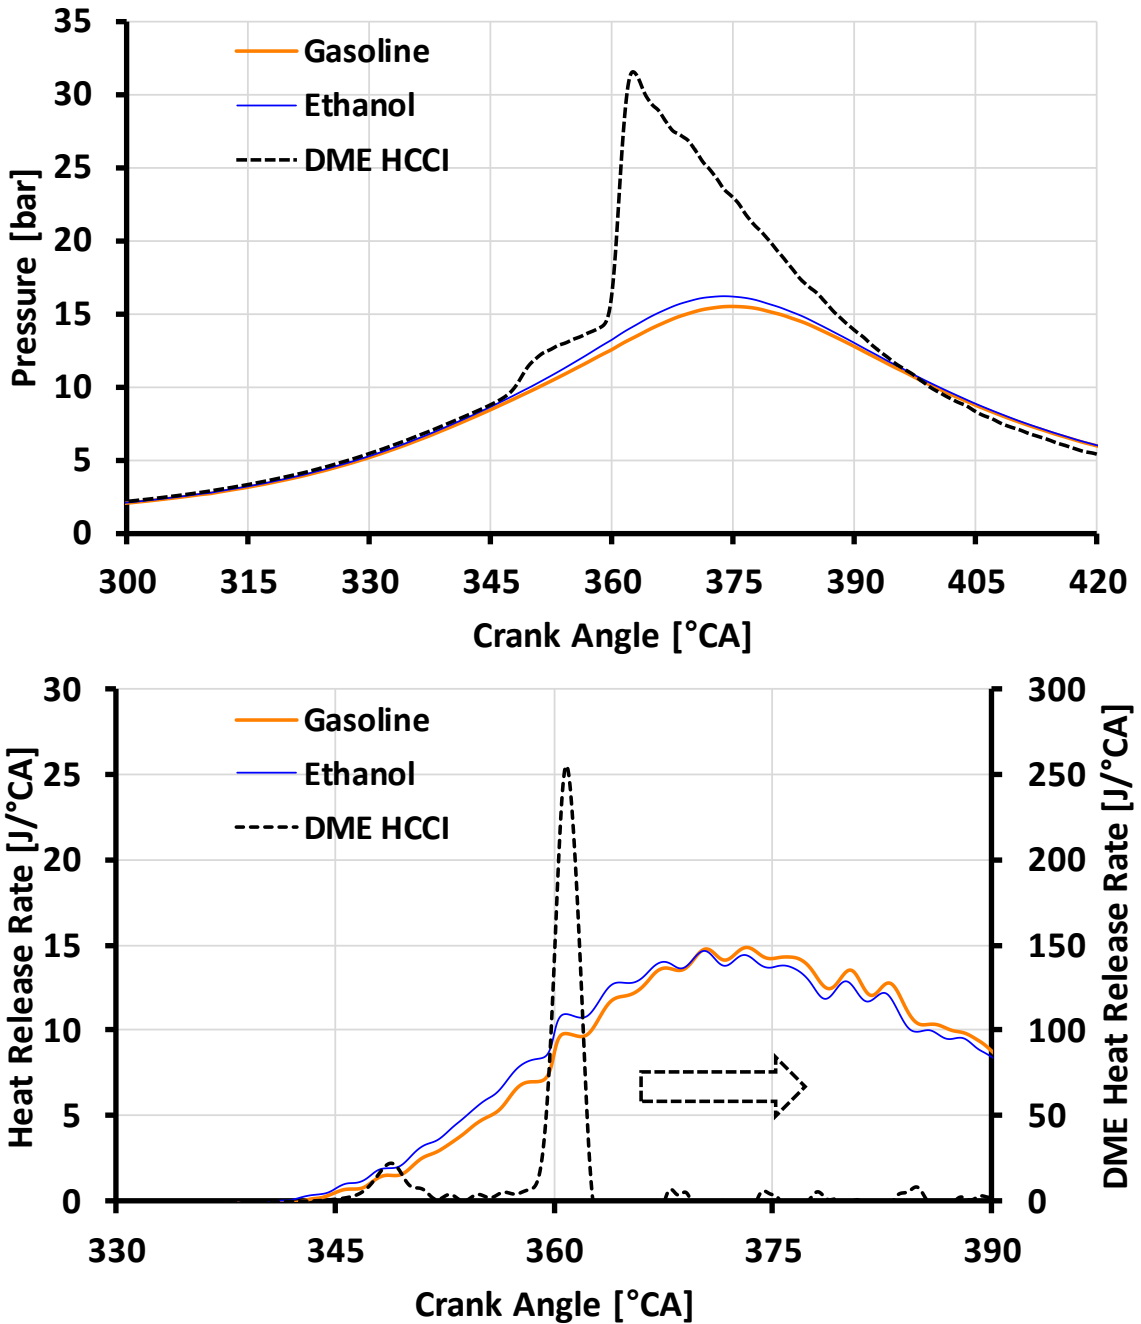 35
30
25
20
15
10
5
0
Pressure [bar]
Gasoline
Ethanol
DME HCCI
300 315 330 345 360 375 390 405 420
Crank Angle [°CA]
30
25
20
15
10
5
0
Heat Release Rate [J/°CA]
Gasoline
Ethanol
DME HCCI
300
250
200
150
100
50
0
DME Heat Release Rate [J/°CA]
330 345 360 375 390
Crank Angle [°CA]